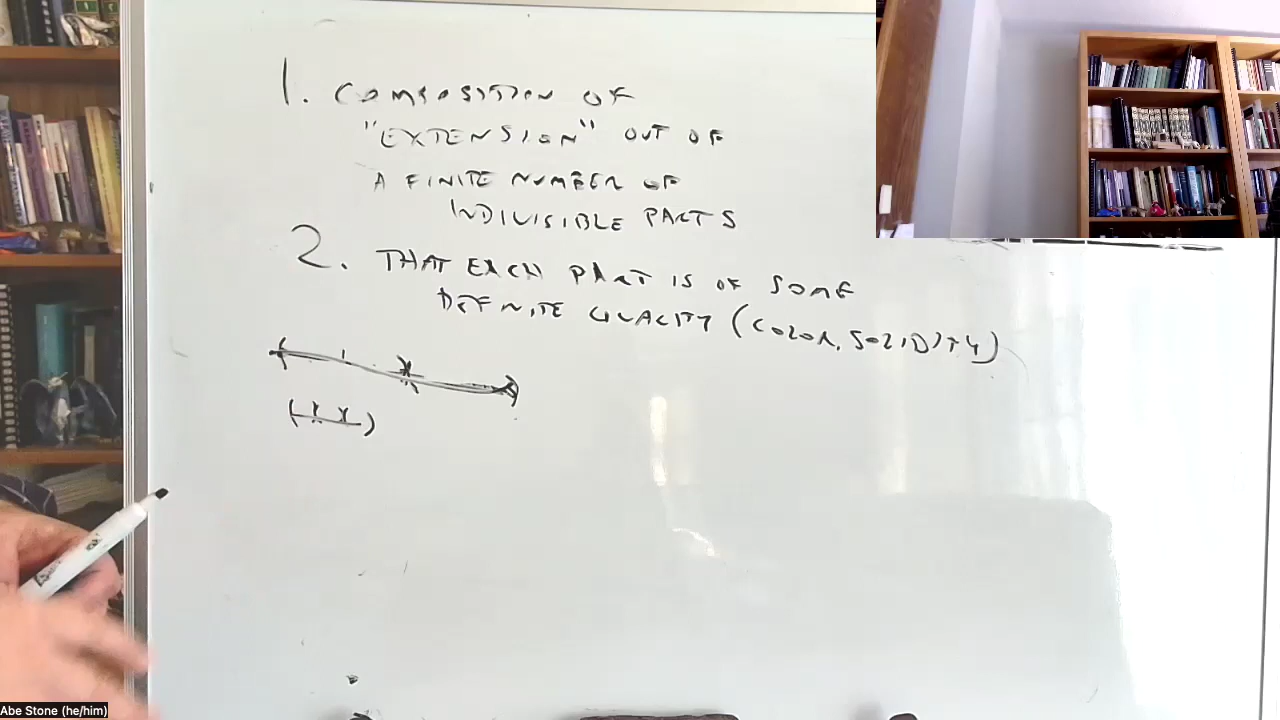 1. COMPOSITION OF
"EXTENSION" OUT OF
A FINITE NUMBER OF
INDIVISIBLE PARTS
2. THAT EACH PART IS OF SOME
DEFINITE QUALITY (COLOR, SOLIDITY)
Abe Stone (he/him)